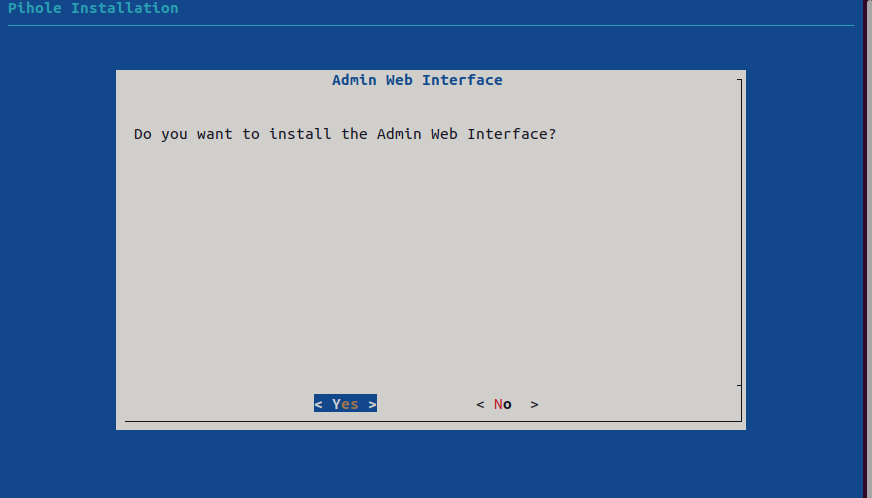 Pihole Installation
Admin Web Interface
Do you want to install the Admin Web Interface?
< Yes > < No >